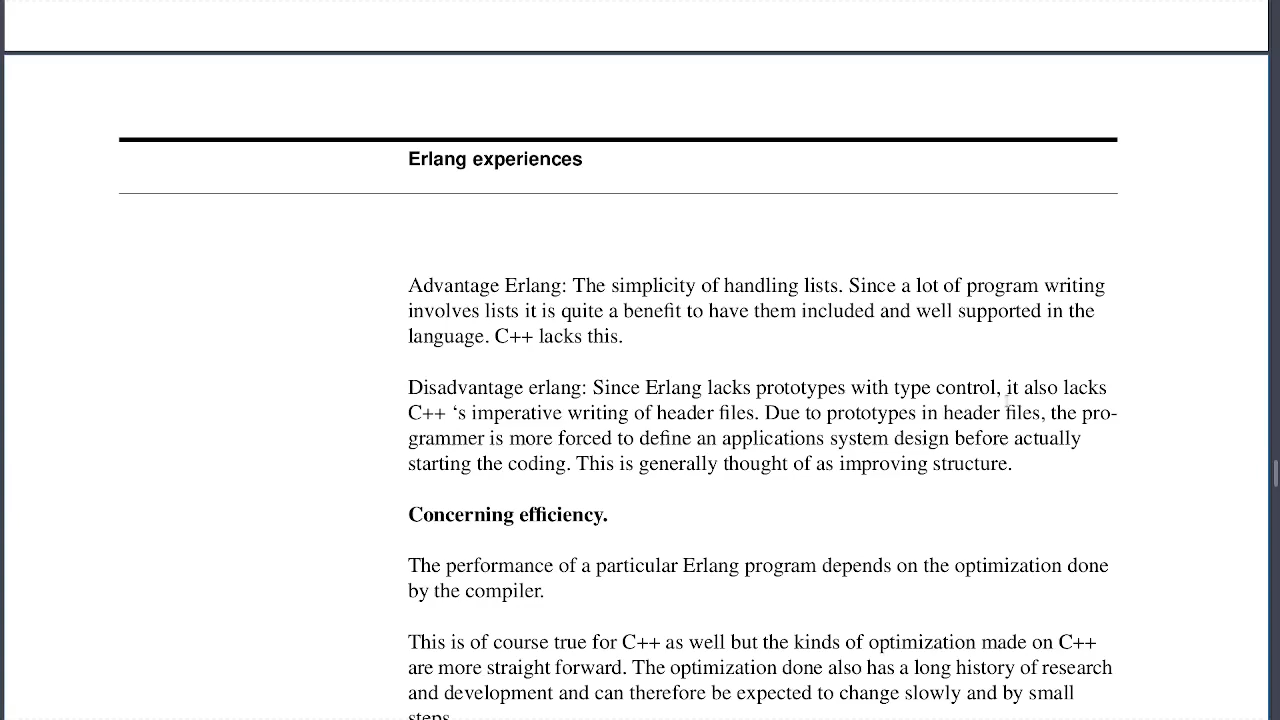 Erlang experiences
Advantage Erlang: The simplicity of handling lists. Since a lot of program writing
involves lists it is quite a benefit to have them included and well supported in the
language. C++ lacks this.
Disadvantage erlang: Since Erlang lacks prototypes with type control, it also lacks
C++ ‘s imperative writing of header files. Due to prototypes in header files, the pro-
grammer is more forced to define an applications system design before actually
starting the coding. This is generally thought of as improving structure.
Concerning efficiency.
The performance of a particular Erlang program depends on the optimization done
by the compiler.
This is of course true for C++ as well but the kinds of optimization made on C++
are more straight forward. The optimization done also has a long history of research
and development and can therefore be expected to change slowly and by small
steps.